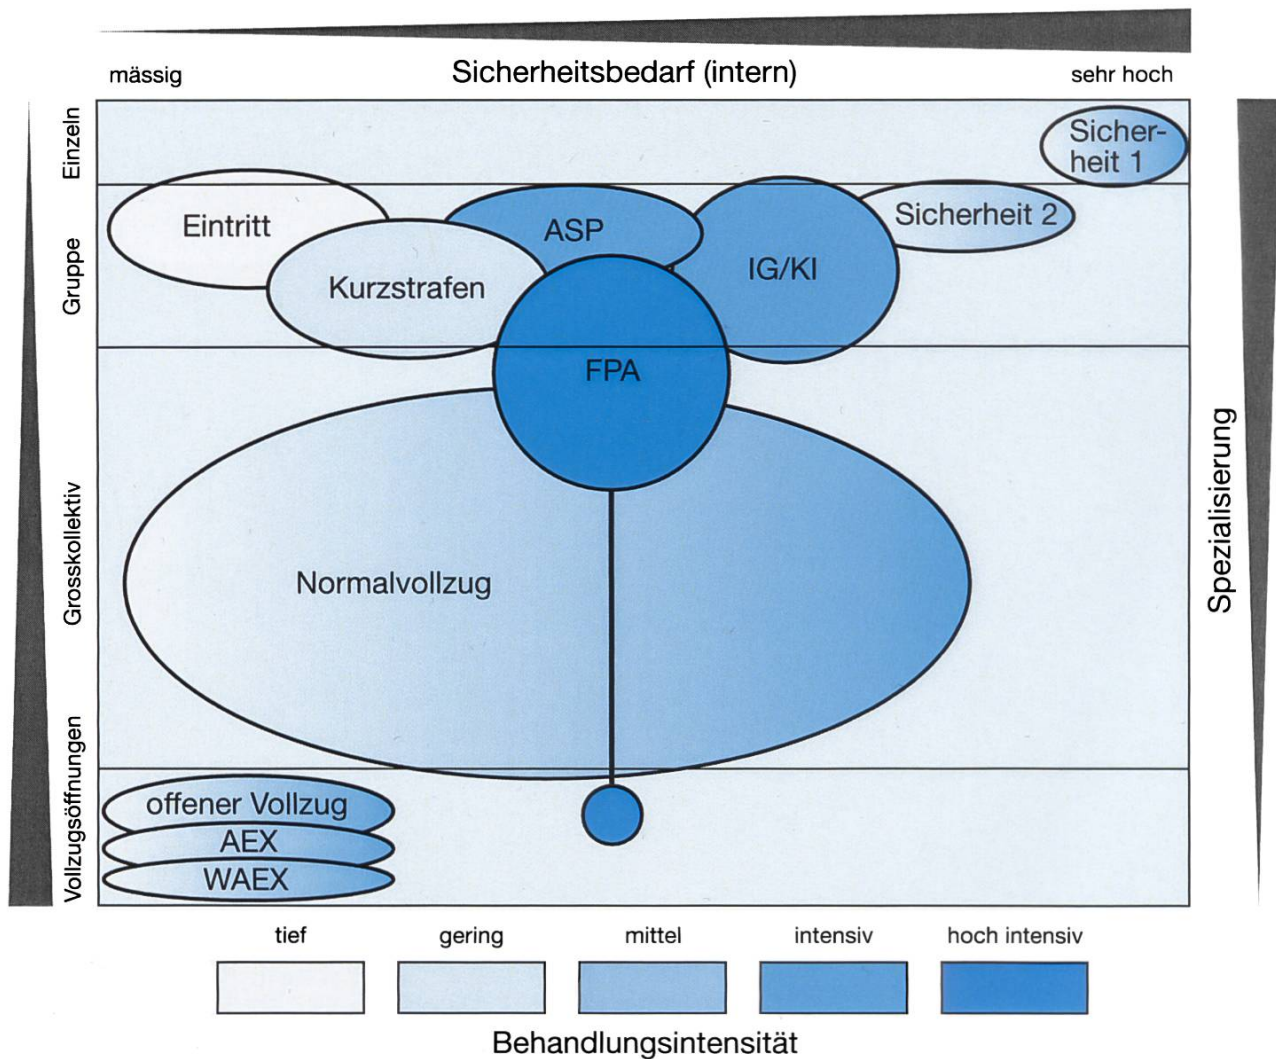 Sicherheitsbedarf (intern)
mässig
sehr hoch
Einzeln
Gruppe
Grosskollektiv
Vollzugsöffnungen
Sicher-
heit 1
Eintritt
ASP
Sicherheit 2
Kurzstrafen
IG/KI
FPA
Normalvollzug
offener Vollzug
AEX
WAEX
Spezialisierung
tief
gering
mittel
intensiv
hoch intensiv
Behandlungsintensität